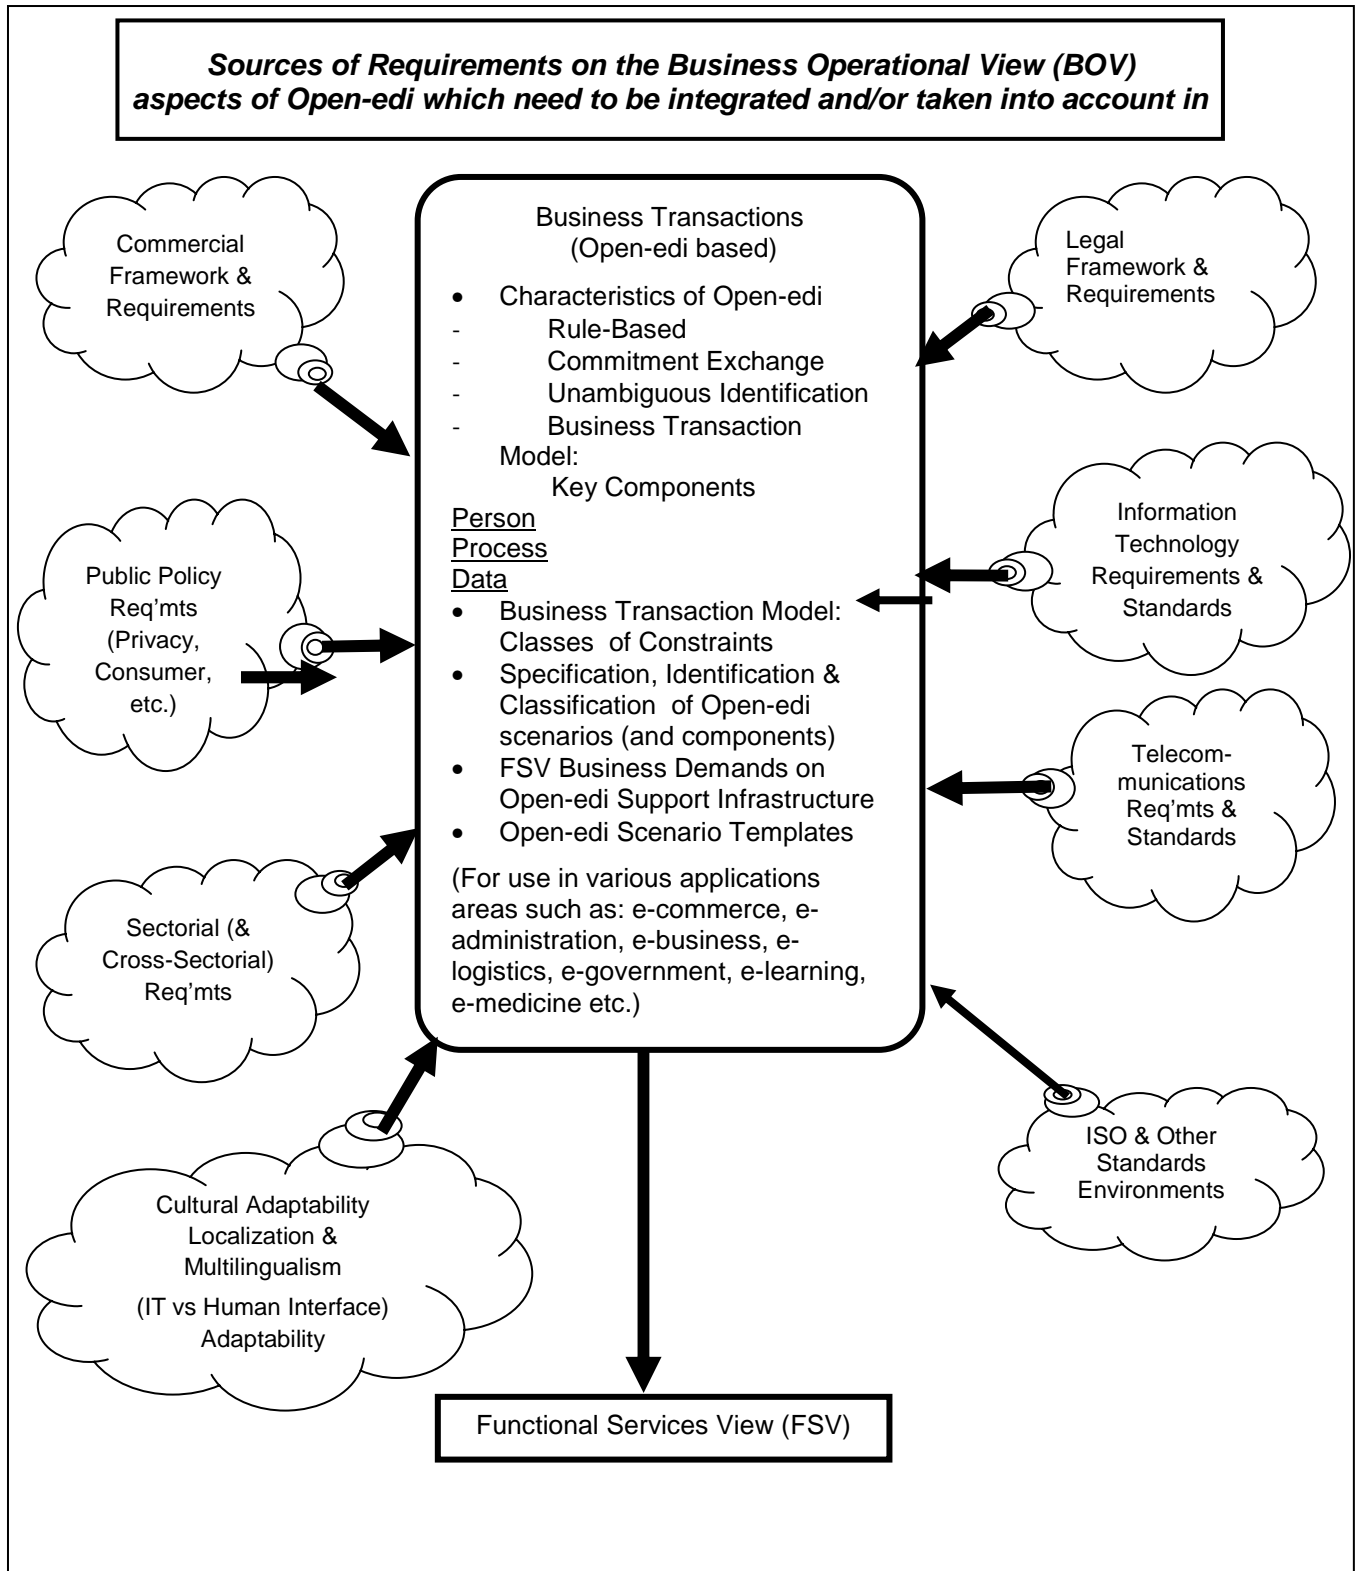 Sources of Requirements on the Business Operational View (BOV)
aspects of Open-edi which need to be integrated and/or taken into account in
Commercial
Framework &
Requirements
Public Policy
Req'mts
(Privacy,
Consumer,
etc.)
Sectorial (&
Cross-Sectorial)
Req'mts
Cultural Adaptability
Localization &
Multilingualism
(IT vs Human Interface)
Adaptability
Business Transactions
(Open-edi based)
• Characteristics of Open-edi
- Rule-Based
- Commitment Exchange
- Unambiguous Identification
- Business Transaction
Model:
Key Components
Person
Process
Data
• Business Transaction Model:
Classes of Constraints
• Specification, Identification &
Classification of Open-edi
scenarios (and components)
• FSV Business Demands on
Open-edi Support Infrastructure
• Open-edi Scenario Templates
(For use in various applications
areas such as: e-commerce, e-
administration, e-business, e-
logistics, e-government, e-learning,
e-medicine etc.)
Legal
Framework &
Requirements
Information
Technology
Requirements &
Standards
Telecom-
munications
Req'mts &
Standards
ISO & Other
Standards
Environments
Functional Services View (FSV)